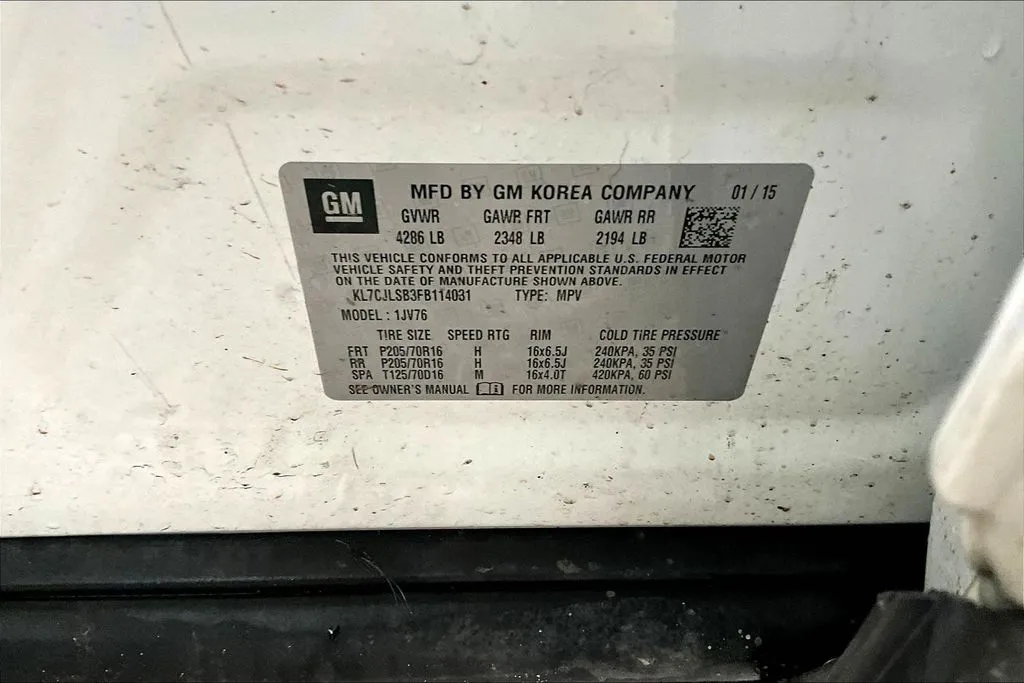 GM MFD BY GM KOREA COMPANY 01 / 15
GVWR GAWR FRT GAWR RR
4286 LB 2348 LB 2194 LB
THIS VEHICLE CONFORMS TO ALL APPLICABLE U.S. FEDERAL MOTOR
VEHICLE SAFETY AND THEFT PREVENTION STANDARDS IN EFFECT
ON THE DATE OF MANUFACTURE SHOWN ABOVE.
KL7CJLSB3FB114031 TYPE: MPV
MODEL : 1JV76
TIRE SIZE SPEED RTG RIM COLD TIRE PRESSURE
FRT P205/70R16 H 16x6.5J 240KPA, 35 PSI
RR P205/70R16 H 16x6.5J 240KPA, 35 PSI
SPA T125/70D16 M 16x4.0T 420KPA, 60 PSI
SEE OWNER'S MANUAL FOR MORE INFORMATION.